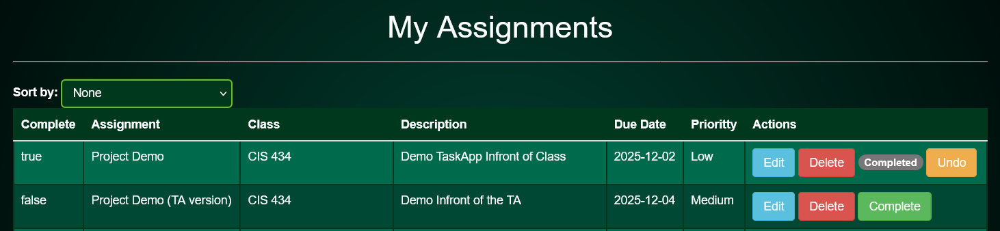 My Assignments
Sort by: None
Complete Assignment Class Description Due Date Prioritty Actions
true Project Demo CIS 434 Demo TaskApp Infront of Class 2025-12-02 Low Edit Delete Completed Undo
false Project Demo (TA version) CIS 434 Demo Infront of the TA 2025-12-04 Medium Edit Delete Complete